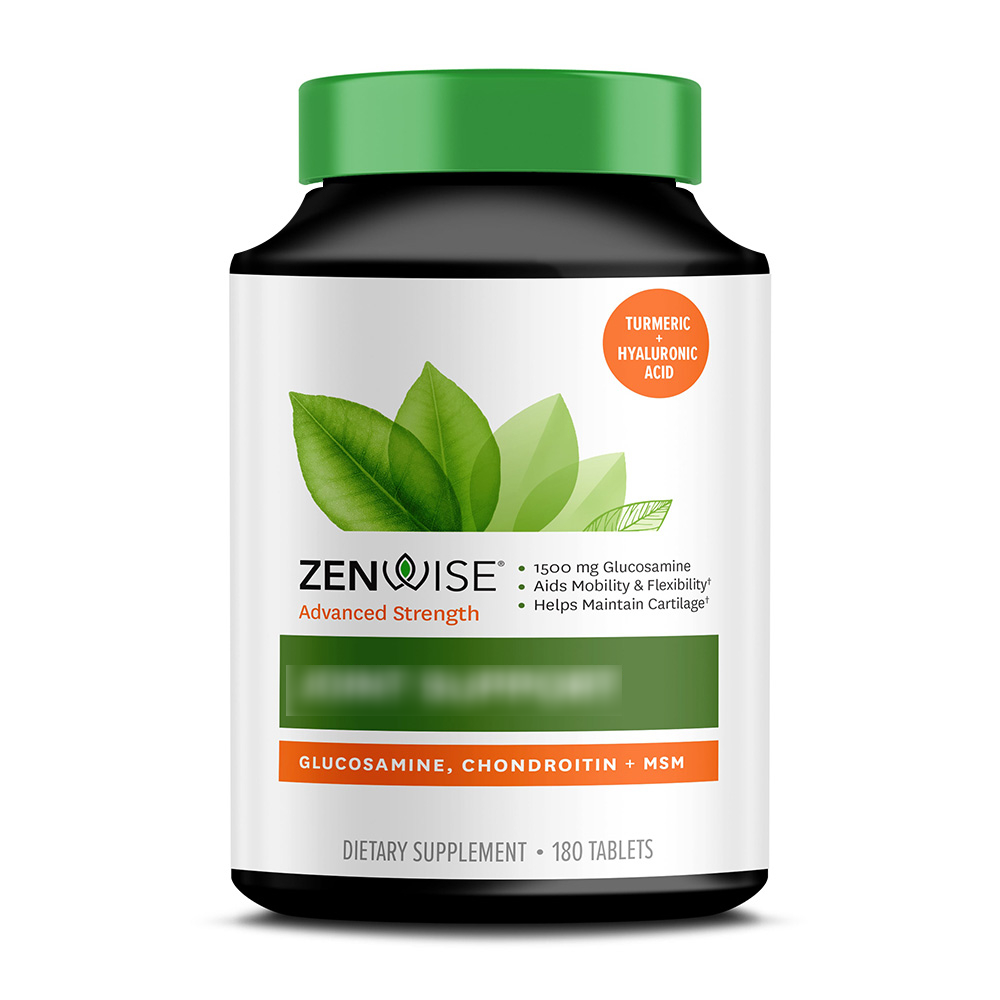 TURMERIC
+
HYALURONIC
ACID
ZENWISE®
Advanced Strength
• 1500 mg Glucosamine
• Aids Mobility & Flexibility†
• Helps Maintain Cartilage†
GLUCOSAMINE, CHONDROITIN + MSM
DIETARY SUPPLEMENT • 180 TABLETS